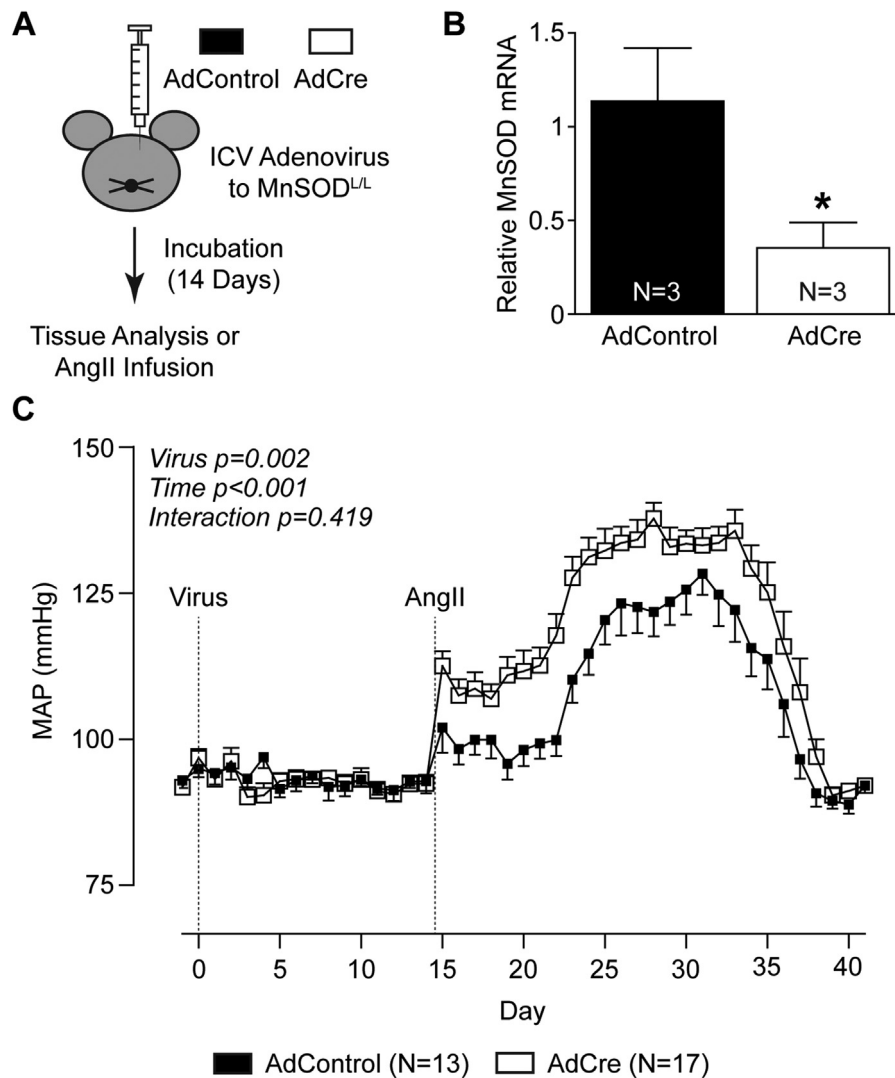 A
AdControl
AdCre
ICV Adenovirus
to MnSOD^L/L
Incubation
(14 Days)
Tissue Analysis or
AngII Infusion
B
Relative MnSOD mRNA
1.5
1
0.5
0
*
N=3
N=3
AdControl
AdCre
C
MAP (mmHg)
150
125
100
75
Virus p=0.002
Time p<0.001
Interaction p=0.419
Virus
AngII
0
5
10
15
20
25
30
35
40
Day
AdControl (N=13)
AdCre (N=17)